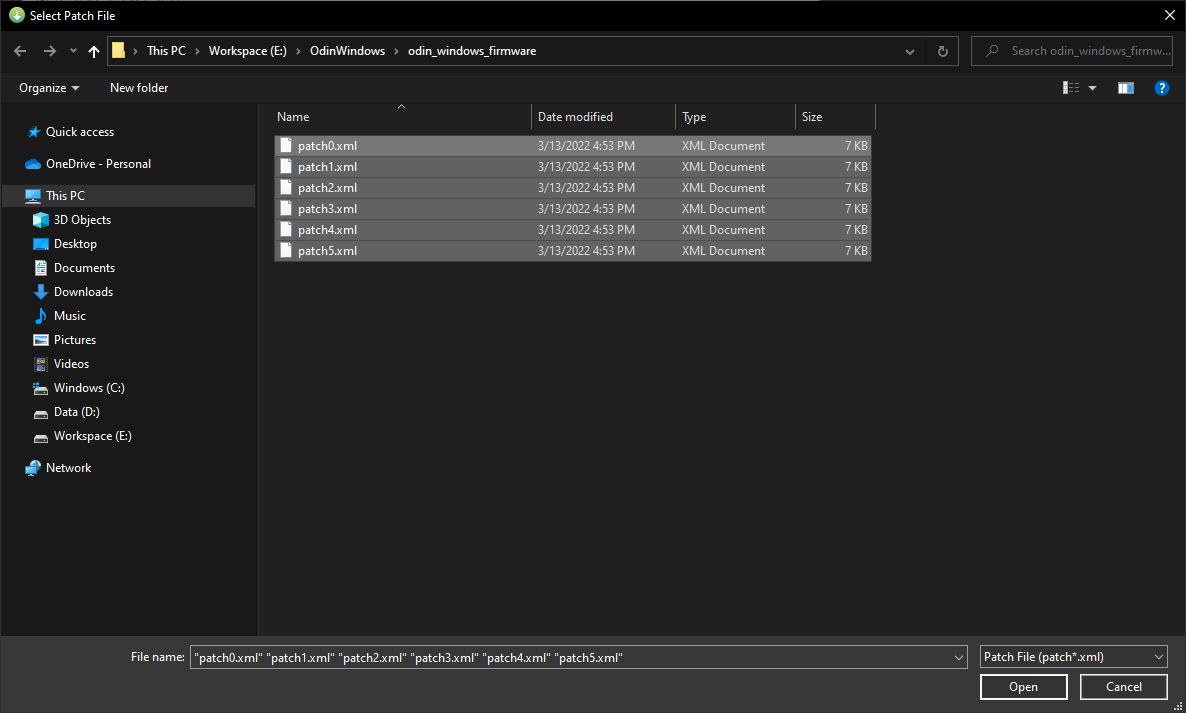 Select Patch File
This PC > Workspace (E:) > OdinWindows > odin_windows_firmware
Search odin_windows_firmw...
Organize
New folder
?
Quick access
OneDrive - Personal
This PC
3D Objects
Desktop
Documents
Downloads
Music
Pictures
Videos
Windows (C:)
Data (D:)
Workspace (E:)
Network
Name Date modified Type Size
patch0.xml 3/13/2022 4:53 PM XML Document 7 KB
patch1.xml 3/13/2022 4:53 PM XML Document 7 KB
patch2.xml 3/13/2022 4:53 PM XML Document 7 KB
patch3.xml 3/13/2022 4:53 PM XML Document 7 KB
patch4.xml 3/13/2022 4:53 PM XML Document 7 KB
patch5.xml 3/13/2022 4:53 PM XML Document 7 KB
File name: "patch0.xml" "patch1.xml" "patch2.xml" "patch3.xml" "patch4.xml" "patch5.xml"
Patch File (patch*.xml)
Open
Cancel